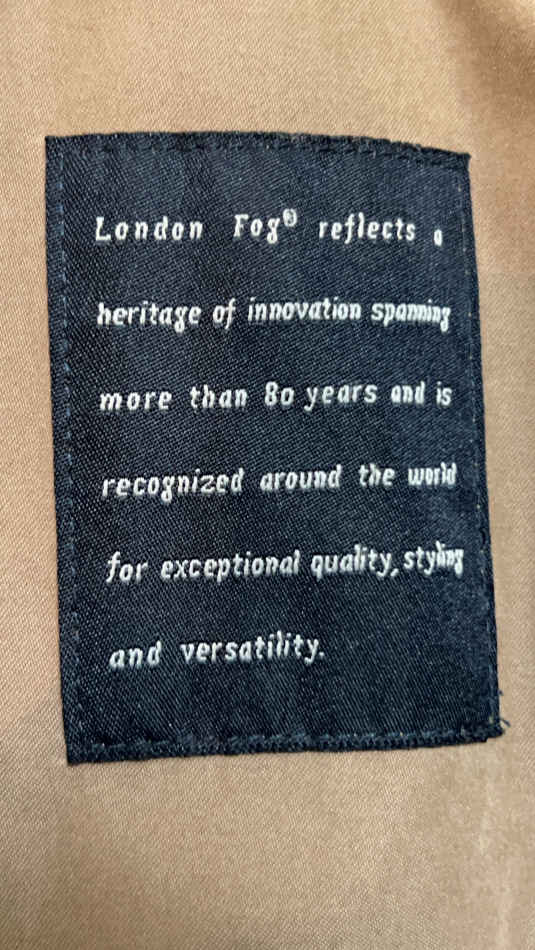 London Fog® reflects a
heritage of innovation spanning
more than 80 years and is
recognized around the world
for exceptional quality, styling
and versatility.